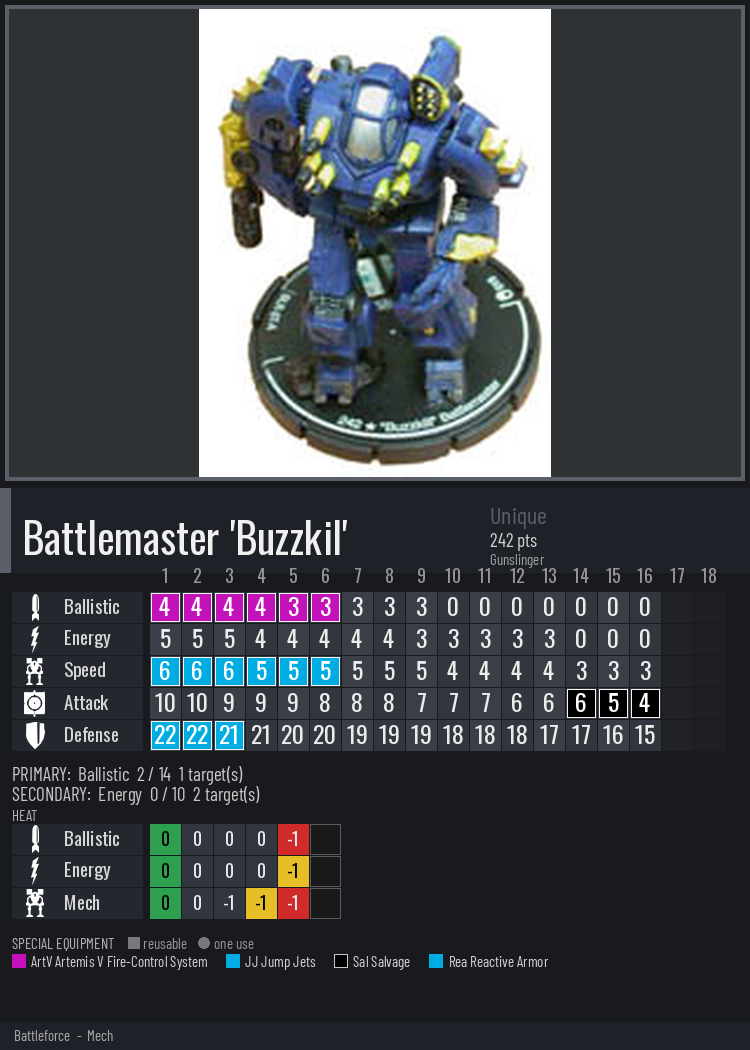 242 ★ "Buzzkil" Battlemaster
Battlemaster 'Buzzkil'
Unique
242 pts
Gunslinger
1 2 3 4 5 6 7 8 9 10 11 12 13 14 15 16 17 18
Ballistic 4 4 4 4 3 3 3 3 3 0 0 0 0 0 0 0
Energy 5 5 5 4 4 4 4 4 3 3 3 3 3 0 0 0
Speed 6 6 6 5 5 5 5 5 5 4 4 4 4 3 3 3
Attack 10 10 9 9 9 8 8 8 7 7 7 6 6 6 5 4
Defense 22 22 21 21 20 20 19 19 19 18 18 18 17 17 16 15
PRIMARY: Ballistic 2 / 14 1 target(s)
SECONDARY: Energy 0 / 10 2 target(s)
HEAT
Ballistic 0 0 0 0 -1
Energy 0 0 0 0 -1
Mech 0 0 -1 -1 -1
SPECIAL EQUIPMENT reusable one use
ArtV Artemis V Fire-Control System JJ Jump Jets Sal Salvage Rea Reactive Armor
Battleforce - Mech